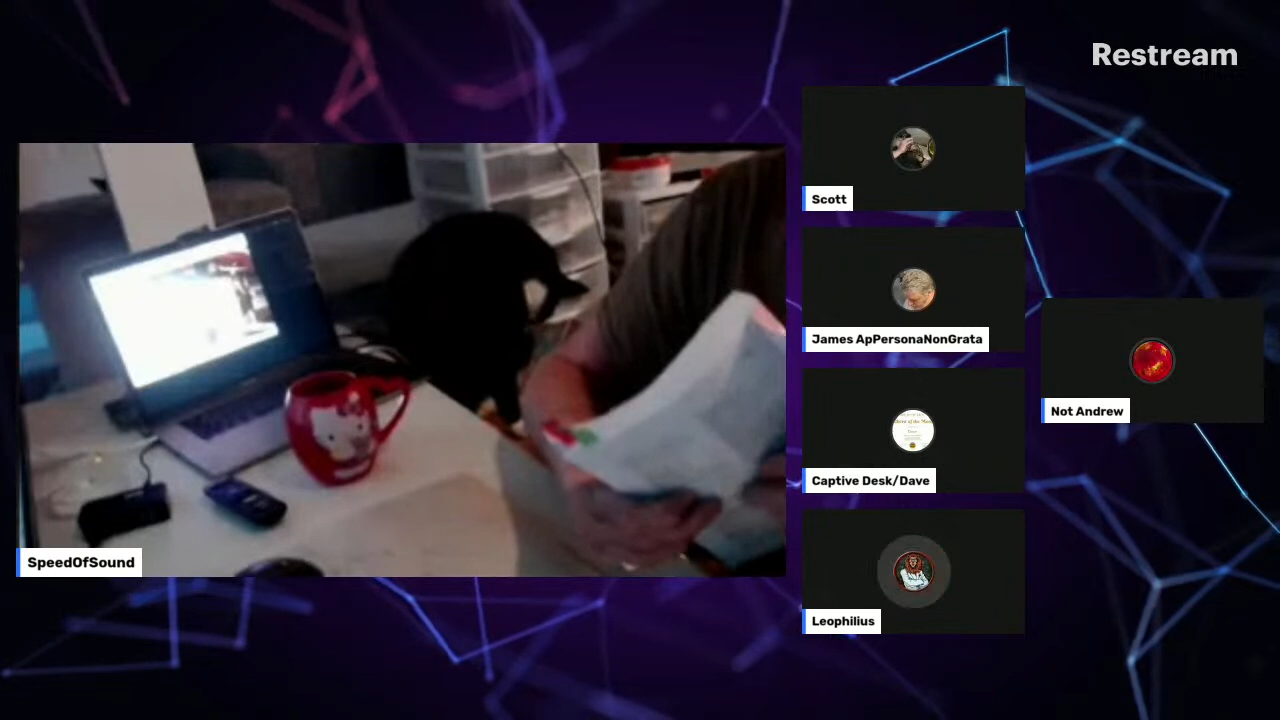 Restream
Scott
James ApPersonaNonGrata
Not Andrew
Captive Desk/Dave
SpeedOfSound
Leophilius